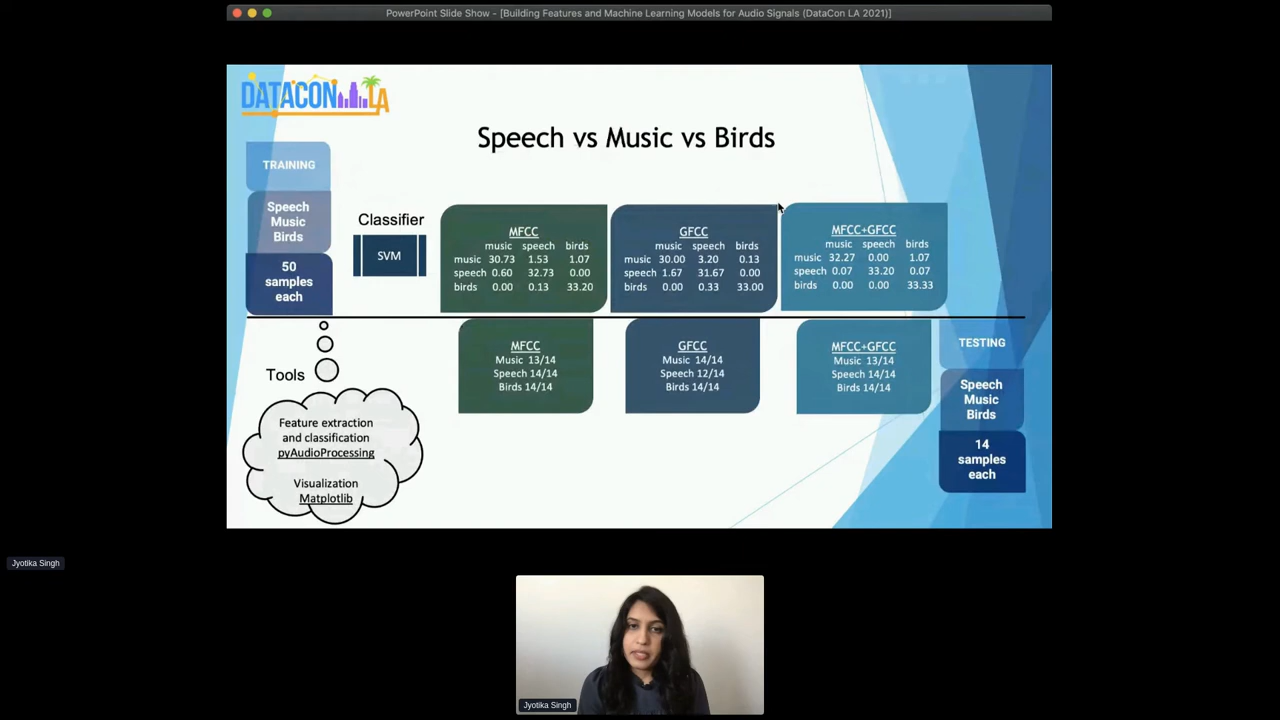 PowerPoint Slide Show - [Building Features and Machine Learning Models for Audio Signals (DataCon LA 2021)]
DATACON LA
Speech vs Music vs Birds
TRAINING
Speech
Music
Birds
50
samples
each
Classifier
SVM
MFCC
music speech birds
music 30.73 1.53 1.07
speech 0.60 32.73 0.00
birds 0.00 0.13 33.20
GFCC
music speech birds
music 30.00 3.20 0.13
speech 1.67 31.67 0.00
birds 0.00 0.33 33.00
MFCC+GFCC
music speech birds
music 32.27 0.00 1.07
speech 0.07 33.20 0.07
birds 0.00 0.00 33.33
Tools
Feature extraction
and classification
pyAudioProcessing
Visualization
Matplotlib
MFCC
Music 13/14
Speech 14/14
Birds 14/14
GFCC
Music 14/14
Speech 12/14
Birds 14/14
MFCC+GFCC
Music 13/14
Speech 14/14
Birds 14/14
TESTING
Speech
Music
Birds
14
samples
each
Jyotika Singh
Jyotika Singh